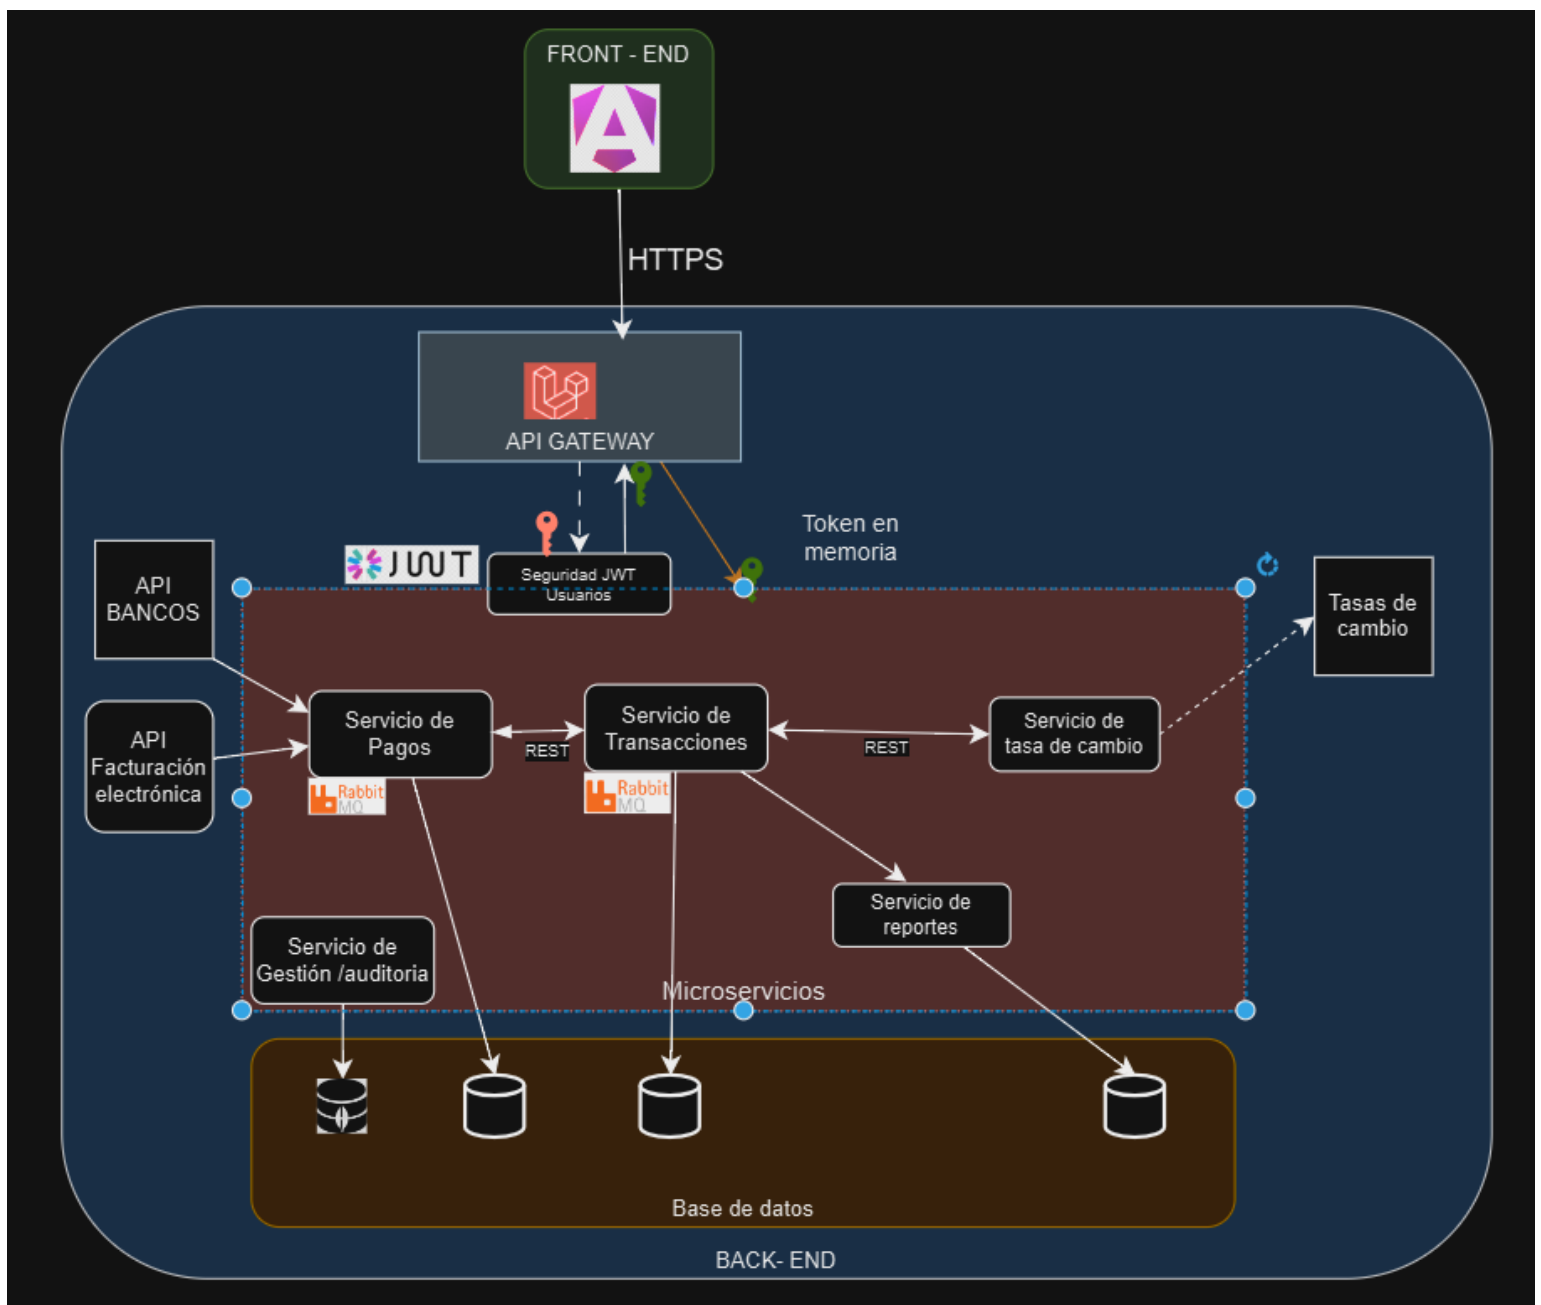 FRONT - END
HTTPS
API GATEWAY
Token en
memoria
JWT
Seguridad JWT
Usuarios
API
BANCOS
Tasas de
cambio
Servicio de
Pagos
Servicio de
Transacciones
Servicio de
tasa de cambio
REST
REST
API
Facturación
electrónica
Rabbit
MQ
Rabbit
MQ
Servicio de
reportes
Servicio de
Gestión /auditoria
Microservicios
Base de datos
BACK- END